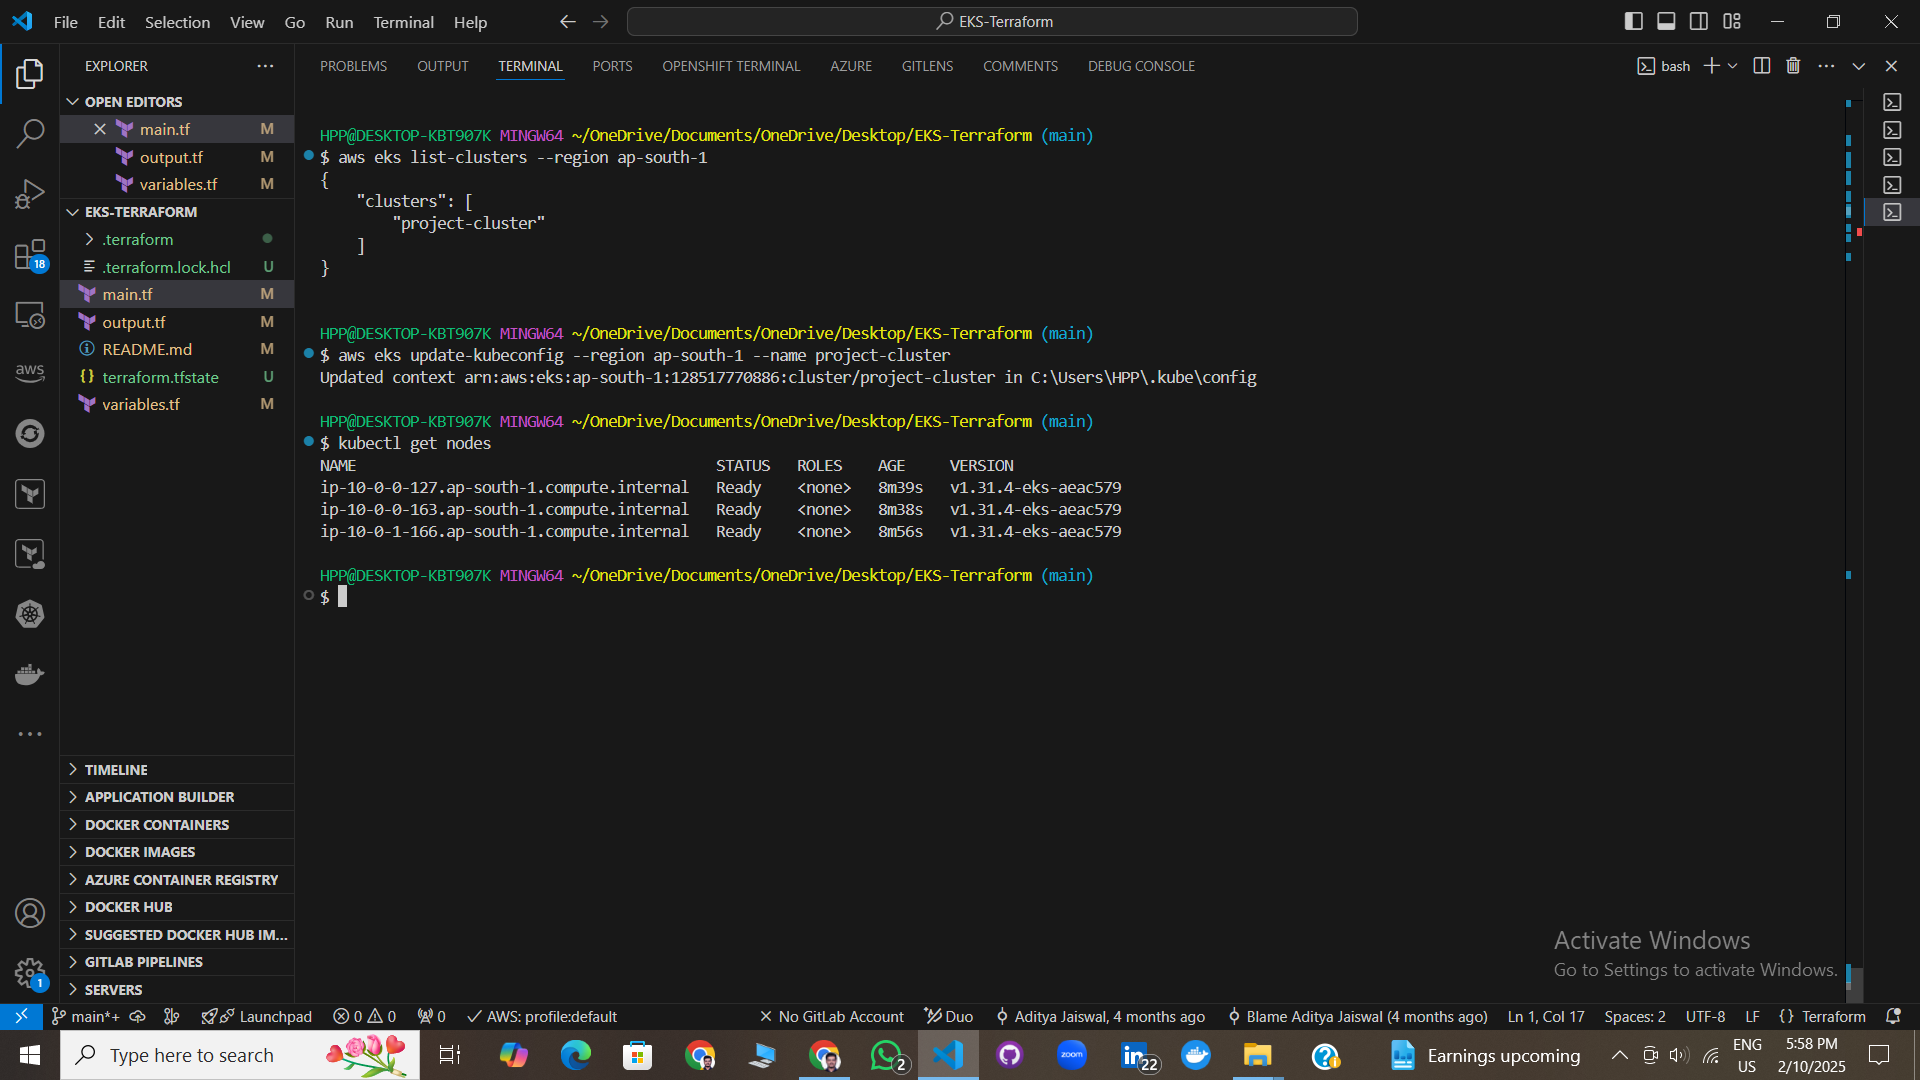 File Edit Selection View Go Run Terminal Help
EKS-Terraform
EXPLORER
OPEN EDITORS
main.tf M
output.tf M
variables.tf M
EKS-TERRAFORM
.terraform
.terraform.lock.hcl U
main.tf M
output.tf M
README.md M
terraform.tfstate U
variables.tf M
TIMELINE
APPLICATION BUILDER
DOCKER CONTAINERS
DOCKER IMAGES
AZURE CONTAINER REGISTRY
DOCKER HUB
SUGGESTED DOCKER HUB IM...
GITLAB PIPELINES
SERVERS
18
aws
1
PROBLEMS OUTPUT TERMINAL PORTS OPENSHIFT TERMINAL AZURE GITLENS COMMENTS DEBUG CONSOLE
bash
HPP@DESKTOP-KBT907K MINGW64 ~/OneDrive/Documents/OneDrive/Desktop/EKS-Terraform (main)
$ aws eks list-clusters --region ap-south-1
{
"clusters": [
"project-cluster"
]
}
HPP@DESKTOP-KBT907K MINGW64 ~/OneDrive/Documents/OneDrive/Desktop/EKS-Terraform (main)
$ aws eks update-kubeconfig --region ap-south-1 --name project-cluster
Updated context arn:aws:eks:ap-south-1:128517770886:cluster/project-cluster in C:\Users\HPP\.kube\config
HPP@DESKTOP-KBT907K MINGW64 ~/OneDrive/Documents/OneDrive/Desktop/EKS-Terraform (main)
$ kubectl get nodes
NAME STATUS ROLES AGE VERSION
ip-10-0-0-127.ap-south-1.compute.internal Ready <none> 8m39s v1.31.4-eks-aeac579
ip-10-0-0-163.ap-south-1.compute.internal Ready <none> 8m38s v1.31.4-eks-aeac579
ip-10-0-1-166.ap-south-1.compute.internal Ready <none> 8m56s v1.31.4-eks-aeac579
HPP@DESKTOP-KBT907K MINGW64 ~/OneDrive/Documents/OneDrive/Desktop/EKS-Terraform (main)
$
Activate Windows
Go to Settings to activate Windows.
main*+ Launchpad 0 0 0 AWS: profile:default No GitLab Account Duo Aditya Jaiswal, 4 months ago Blame Aditya Jaiswal (4 months ago) Ln 1, Col 17 Spaces: 2 UTF-8 LF {} Terraform
Type here to search
2
zoom
22
Earnings upcoming
ENG
US
5:58 PM
2/10/2025